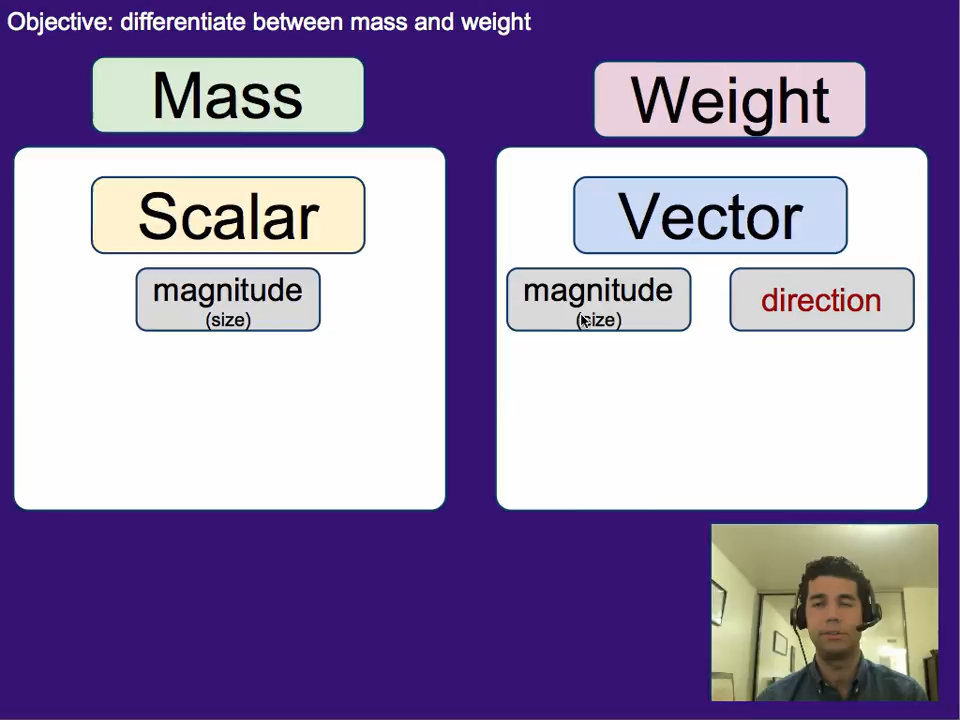 Objective: differentiate between mass and weight
Mass
Weight
Scalar
Vector
magnitude
(size)
magnitude
(size)
direction